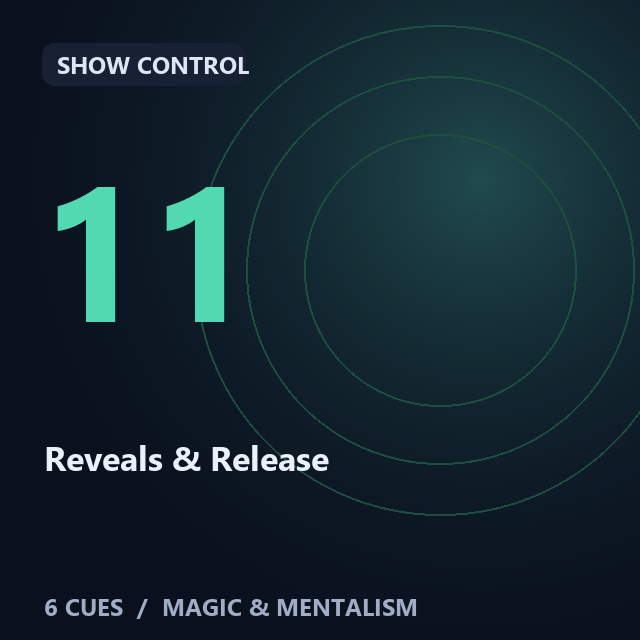 SHOW CONTROL
11
Reveals & Release
6 CUES / MAGIC & MENTALISM